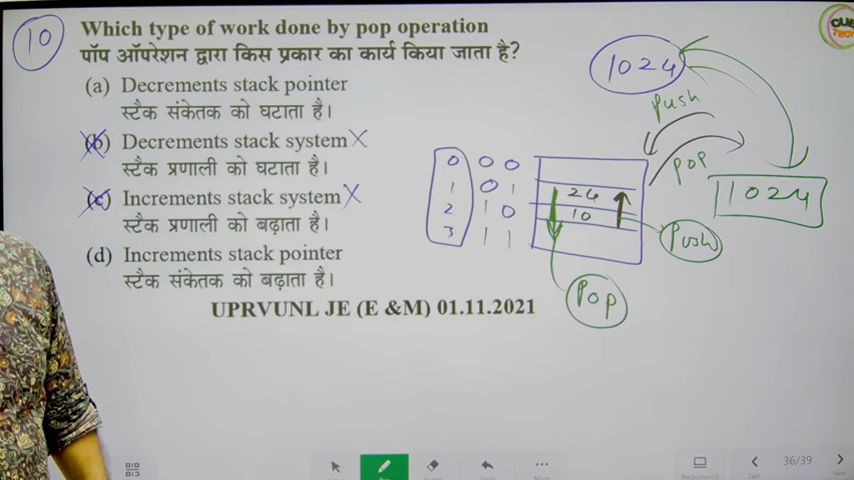 10
Which type of work done by pop operation
पॉप ऑपरेशन द्वारा किस प्रकार का कार्य किया जाता है?
(a) Decrements stack pointer
स्टैक संकेतक को घटाता है।
(b) Decrements stack system
स्टैक प्रणाली को घटाता है।
(c) Increments stack system
स्टैक प्रणाली को बढ़ाता है।
(d) Increments stack pointer
स्टैक संकेतक को बढ़ाता है।
UPRVUNL JE (E &M) 01.11.2021
1024
Push
POP
1024
0 0 0
1 0 1 24
2 1 0 10
3 1 1
Push
Pop
36/39